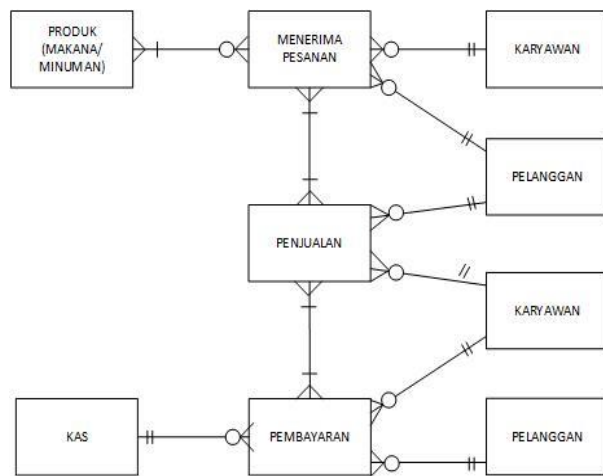 PRODUK
(MAKANA/
MINUMAN)
MENERIMA
PESANAN
KARYAWAN
PELANGGAN
PENJUALAN
KARYAWAN
KAS
PEMBAYARAN
PELANGGAN